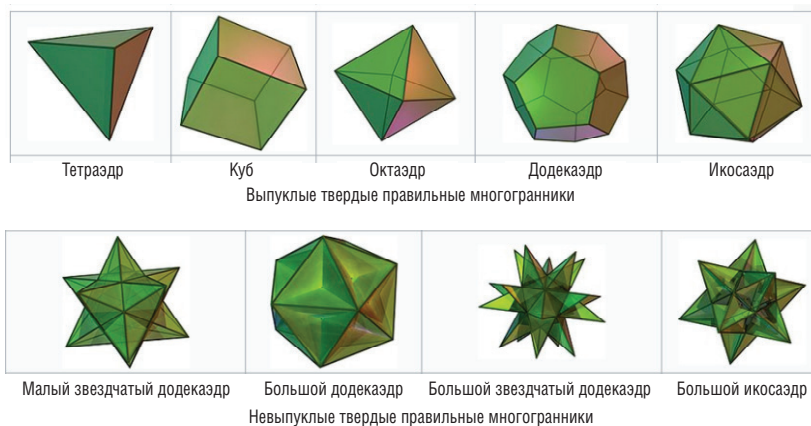 Тетраэдр Куб Октаэдр Додекаэдр Икосаэдр
Выпуклые твердые правильные многогранники
Малый звездчатый додекаэдр Большой додекаэдр Большой звездчатый додекаэдр Большой икосаэдр
Невыпуклые твердые правильные многогранники